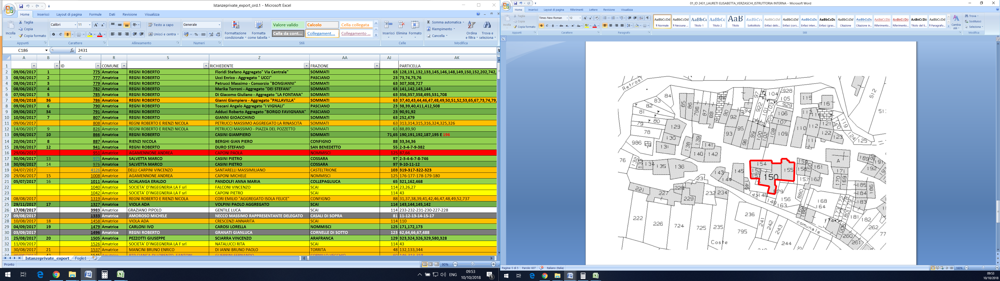 Istanzeprivate_export_ord.1 - Microsoft Excel
Home Inserisci Layout di pagina Formule Dati Revisione Visualizza
Incolla Taglia Copia Copia formato
Appunti
Calibri 11
G C S
Carattere
Testo a capo
Unisci e centra
Allineamento
Generale
% 000
Numeri
Formattazione condizionale
Formatta come tabella
Valore valido Calcolo Cella collegata
Cella da cont... Collegament... Collegamento ...
Stili
Inserisci Elimina Formato
Celle
Somma automatica
Riempimento
Cancella
Ordina e filtra
Trova e seleziona
Modifica
C186 fx 2431
A B C R S Z AA AJ AK
1 ID COMUNE RICHIEDENTE FRAZIONE PARTICELLA
2 09/06/2017 1 775 Amatrice REGNI ROBERTO Floridi Stefano Aggregato" Via Centrale" SOMMATI 63 128,131,132,133,145,146,148,149,150,152,202,742,
3 09/06/2017 2 777 Amatrice REGNI ROBERTO Ucci Enrico - Aggregato " UCCI" PASCIANO 23 73,74,75,76
4 08/06/2017 3 779 Amatrice REGNI ROBERTO Petrucci Massimo - Consorzio "BONGIANNI" SOMMATI 63 307,308,727
5 08/06/2017 4 782 Amatrice REGNI ROBERTO Marika Torroni - Aggregato "DEI STEFANI" SOMMATI 63 141,142,143,144
6 07/06/2017 5 785 Amatrice REGNI ROBERTO Di Giacomo Giuliano - Aggregato "LA FONTANA" SOMMATI 63 356,357,358,495,531,708
7 08/06/2018 36 786 Amatrice REGNI ROBERTO Gianni Giampiero - Aggregato "PALLAVILLA" SOMMATI 63 37,40,43,44,46,47,48,49,50,51,52,53,65,67,73,74,79,
8 09/06/2017 6 790 Amatrice REGNI ROBERTO Toscani Angelo Aggregato "I VIGNALI" PASCIANO 23 38,39,40,411,412,508
9 09/06/2017 34 791 Amatrice REGNI ROBERTO Adduci Roberto Aggregato "BORGO FAVIGNANA" PASCIANO 23 90,91,92
10 10/06/2017 7 807 Amatrice REGNI ROBERTO GIANNI GIOACCHINO SOMMATI 63 252,479
11 09/06/2017 808 Amatrice REGNI ROBERTO E RIENZI NICOLA PETRUCCI MASSIMO AGGREGATO LA RINASCITA SOMMATI 63 313,314,315,316,324,325,326
12 14/06/2017 9 826 Amatrice REGNI ROBERTO E RIENZI NICOLA PETRUCCI MASSIMO - PIAZZA DEL POZZETTO SOMMATI 63 88,89,90
13 09/06/2017 10 866 Amatrice REGNI ROBERTO CASINI GIAMPIERO SOMMATI 71,65 190,191,192,187,195 E 196
14 20/06/2017 8 887 Amatrice RIENZI NICOLA BERGHI GIAN PIERO CONFIGNO 88 33,34,36
15 28/06/2017 12 941 Amatrice REGNI ROBERTO DURO STEFANO SAN BENEDETTO 55 2-3-4-7-9-382
16 29/06/2017 951 Amatrice AGAMENNONE ANDREA CAPONI PAOLA NOMMISCI 125 87,66
17 30/06/2017 13 975 Amatrice SALVETTA MARCO CASINI PIETRO COSSARA 97 2-3-4-6-7-8-746
18 30/06/2017 14 976 Amatrice SALVETTA MARCO CASINI PIETRO COSSARA 97 9-10-11-12
19 04/07/2017 4126 Amatrice DELLI CARPINI VINCENZO SANTARELLI MASSIMILIANO CASTELTRIONE 103 319-317-322-323
20 29/06/2017 15 1008 Amatrice AGAMENNONE ANDREA CAPONI MICHELE NOMMISCI 125 176-177-178-179-180
21 05/07/2017 16 1011 Amatrice SCIALANGA ERALDO PANDOLFI ANNA MARIA COLLEPAGLIUCA 65 321,162,468
22 1040 Amatrice SOCIETA' D'INGEGNERIA LA F srl FALCONI VINCENZO SCAI 114 23,26,27
23 1042 Amatrice SOCIETA' D'INGEGNERIA LA F srl CAPONI PIETRO SCAI 114 43
24 08/08/2017 1319 Amatrice REGNI ROBERTO E RIENZI NICOLA CORI EMILIO "AGGREGATO ISOLA FELICE" CONFIGNO 88 31,37,38,39,41,42,46,47,48,49,52,737
25 29/11/2017 17 1327 Amatrice VIOLA ADA VOLPINI PAOLO AGGREGATO SCAI 114 143,144,145,142
26 17/08/2017 3983 Amatrice GRAZIANO PIPOLO GENTILE LUCA SCAI 114 233-232-231-230-227-228
27 09/08/2017 1333 Amatrice AMOROSO MICHELE NECCO MASSIMO RAPPRESENTANTE DELEGATO CASALI DI SOPRA 81 11-12-13-14-15-17
28 10/08/2017 18 1458 Amatrice VIOLA ADA CRESCENZI ANNARITA SCAI 114 110
29 04/09/2017 19 1479 Amatrice CARLONI IVO CAROSI LORELLA NOMMISCI 125 171,172,173
30 03/09/2017 1496 Amatrice REGNI ROBERTO GRANATI GIANLUCA CORNELLE DI SOTTO 123 62,64,66,67,488
31 25/08/2017 20 1505 Amatrice PEZZOTTI GIUSEPPE SCIARRA VINCENZO ARAFRANCA 129 323,324,326,329,580,328
32 11/09/2017 1526 Amatrice SOCIETA' D'INGEGNERIA LA F srl NATALUCCI RITA SCAI 114 43
33 30/08/2017 21 1537 Amatrice MANCINI BRUNO ENRICO DI IANNI BRUNO PAOLO TORRITA 48 132,133,344
Istanzeprivate_export Foglio1
Pronto 90%
ENG 09:53 10/10/2018
01_ID 2431_LAURETI ELISABETTA_VERZASCHI_ISTRUTTORIA INTERNA - Microsoft Word
Home Inserisci Layout di pagina Riferimenti Lettere Revisione Visualizza
Incolla Taglia Copia Copia formato
Appunti
Times New Roman 12
Carattere
Paragrafo
¶ Normale ¶ Nessuna ... Titolo 1 Titolo 2 Titolo Sottotitolo Enfasi delic... Enfasi (cors... Enfasi inten... Enfasi (gras... Citazione Citazione in... Riferimento... Riferimento... Titolo del li... ¶ Paragrafo...
Stili
Cambia stili
Trova Sostituisci Seleziona
Modifica
Retrosi
84 83 82 81 80 79 78 986 76
129 130 131 132 134 135 136
85 86 798 87 88 90 92 93 95 96 94
97 922 104 928 105 929 103 101 106 107 108 109 99 100 102
115 116 110 112 111 121 122 123 120 119 124 125 512
138 139 140 141 142 143 144 145 146
154 155 150
158 161 157 162 156 163 168 164 880
A 171 170 169 189 191 192 185 184 186 183
221 227 229 231 232 234
222 226 724 725 235 236 795 241 242 243 244
comunale
181 182 262 260 261 77
Coste
Pagina: 5 di 5 Parole: 607 Italiano (Italia) 160%
09:53
10/10/2018